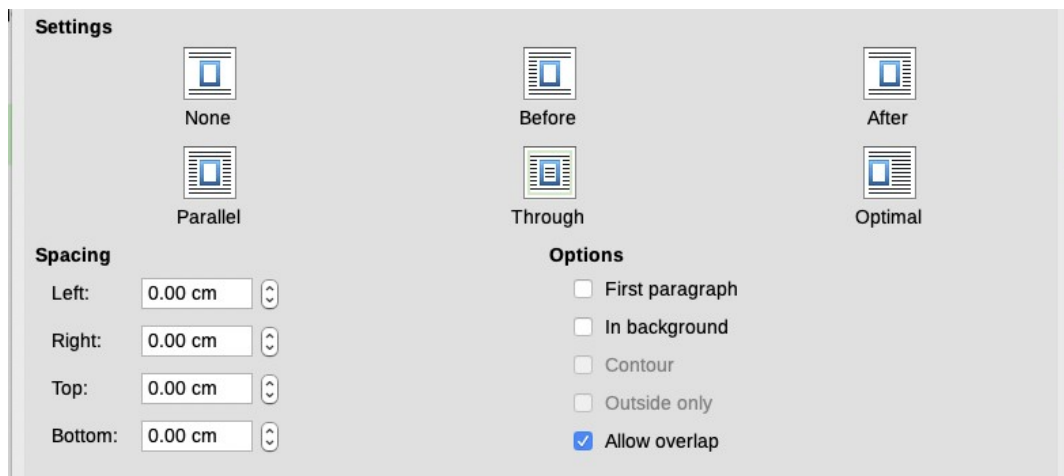 Settings
None Before After
Parallel Through Optimal
Spacing Options
Left: 0.00 cm First paragraph
Right: 0.00 cm In background
Contour
Top: 0.00 cm
Outside only
Bottom: 0.00 cm Allow overlap